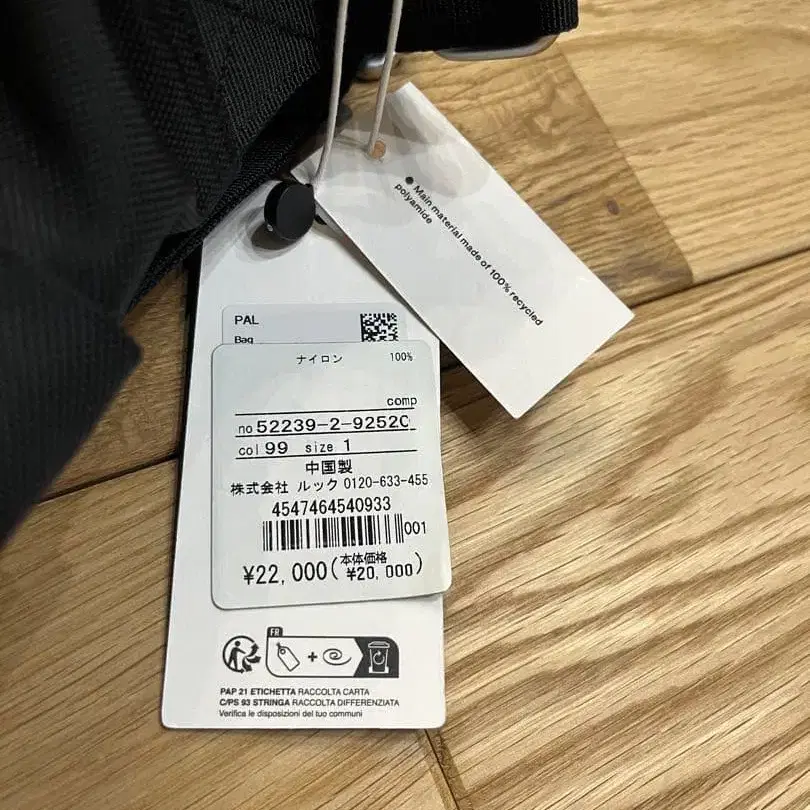 ● Main material made of 100% recycled
polyamide
PAL
Bag
ナイロン 100%
comp
no 52239-2-9252C
col 99 size 1
中国製
株式会社 ルック 0120-633-455
4547464540933
001
¥22,000(本体価格
¥20,000)
FR
PAP 21 ETICHETTA RACCOLTA CARTA
C/PS 93 STRINGA RACCOLTA DIFFERENZIATA
Verifica le disposizioni del tuo comuni